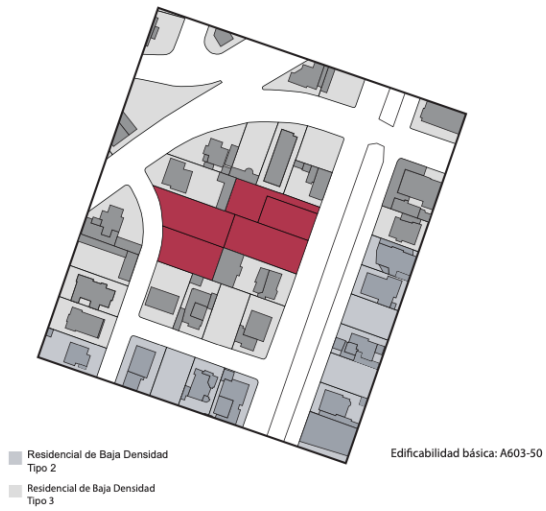 Residencial de Baja Densidad
Tipo 2
Edificabilidad básica: A603-50
Residencial de Baja Densidad
Tipo 3